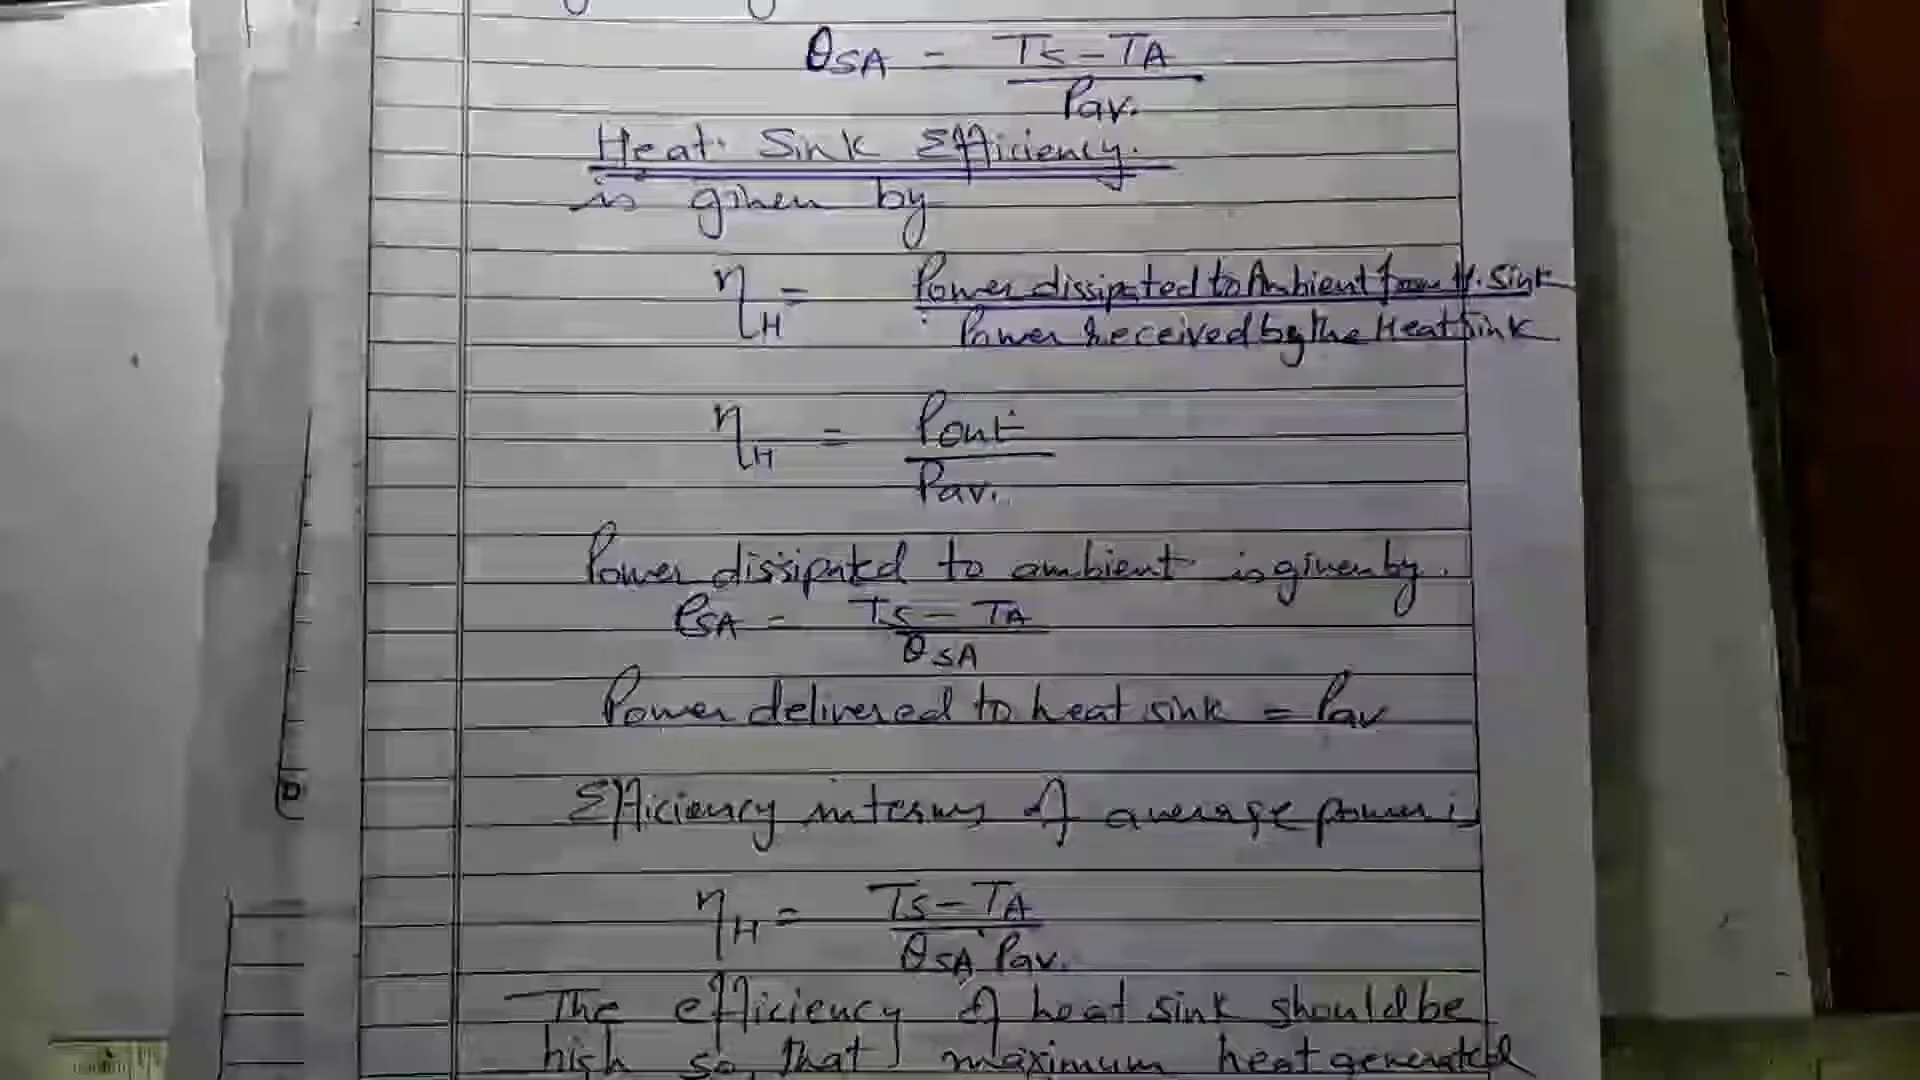 θSA = TS – TA
Pav.
Heat Sink Efficiency.
is given by
ηH = Power dissipated to Ambient from H. Sink
Power Received by the Heat Sink
ηH = Pout
Pav.
Power dissipated to ambient is given by.
PSA = TS – TA
θSA
Power delivered to heat sink = Pav
Efficiency in terms of average power is
ηH = TS – TA
θSA Pav.
The efficiency of heat sink should be
high so that maximum heat generated